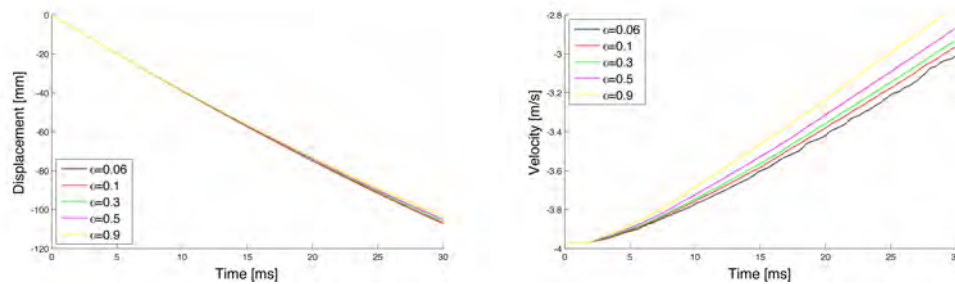 0
-20
-40
-60
-80
-100
-120
Displacement [mm]
ϵ=0.06
ϵ=0.1
ϵ=0.3
ϵ=0.5
ϵ=0.9
0 5 10 15 20 25 30
Time [ms]
-2.8
-3
-3.2
-3.4
-3.6
-3.8
-4
Velocity [m/s]
ϵ=0.06
ϵ=0.1
ϵ=0.3
ϵ=0.5
ϵ=0.9
0 5 10 15 20 25 30
Time [ms]